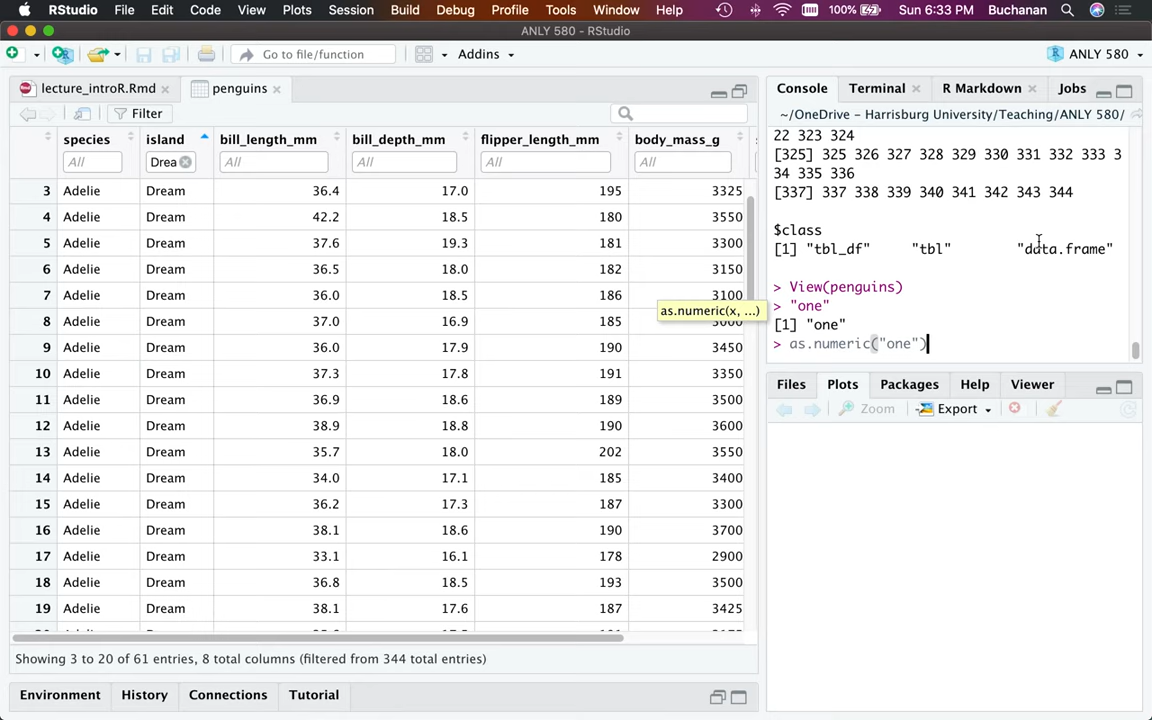 RStudio File Edit Code View Plots Session Build Debug Profile Tools Window Help 100% Sun 6:33 PM Buchanan
ANLY 580 - RStudio
Go to file/function Addins ANLY 580
lecture_introR.Rmd penguins
Filter
species island bill_length_mm bill_depth_mm flipper_length_mm body_mass_g
All Drea All All All All
3 Adelie Dream 36.4 17.0 195 3325
4 Adelie Dream 42.2 18.5 180 3550
5 Adelie Dream 37.6 19.3 181 3300
6 Adelie Dream 36.5 18.0 182 3150
7 Adelie Dream 36.0 18.5 186 3100
8 Adelie Dream 37.0 16.9 185
9 Adelie Dream 36.0 17.9 190 3450
10 Adelie Dream 37.3 17.8 191 3350
11 Adelie Dream 36.9 18.6 189 3500
12 Adelie Dream 38.9 18.8 190 3600
13 Adelie Dream 35.7 18.0 202 3550
14 Adelie Dream 34.0 17.1 185 3400
15 Adelie Dream 36.2 17.3 187 3300
16 Adelie Dream 38.1 18.6 190 3700
17 Adelie Dream 33.1 16.1 178 2900
18 Adelie Dream 36.8 18.5 193 3500
19 Adelie Dream 38.1 17.6 187 3425
Showing 3 to 20 of 61 entries, 8 total columns (filtered from 344 total entries)
Environment History Connections Tutorial
as.numeric(x, ...)
Console Terminal R Markdown Jobs
~/OneDrive - Harrisburg University/Teaching/ANLY 580/
22 323 324
[325] 325 326 327 328 329 330 331 332 333 3
34 335 336
[337] 337 338 339 340 341 342 343 344
$class
[1] "tbl_df" "tbl" "data.frame"
> View(penguins)
> "one"
[1] "one"
> as.numeric("one")
Files Plots Packages Help Viewer
Zoom Export